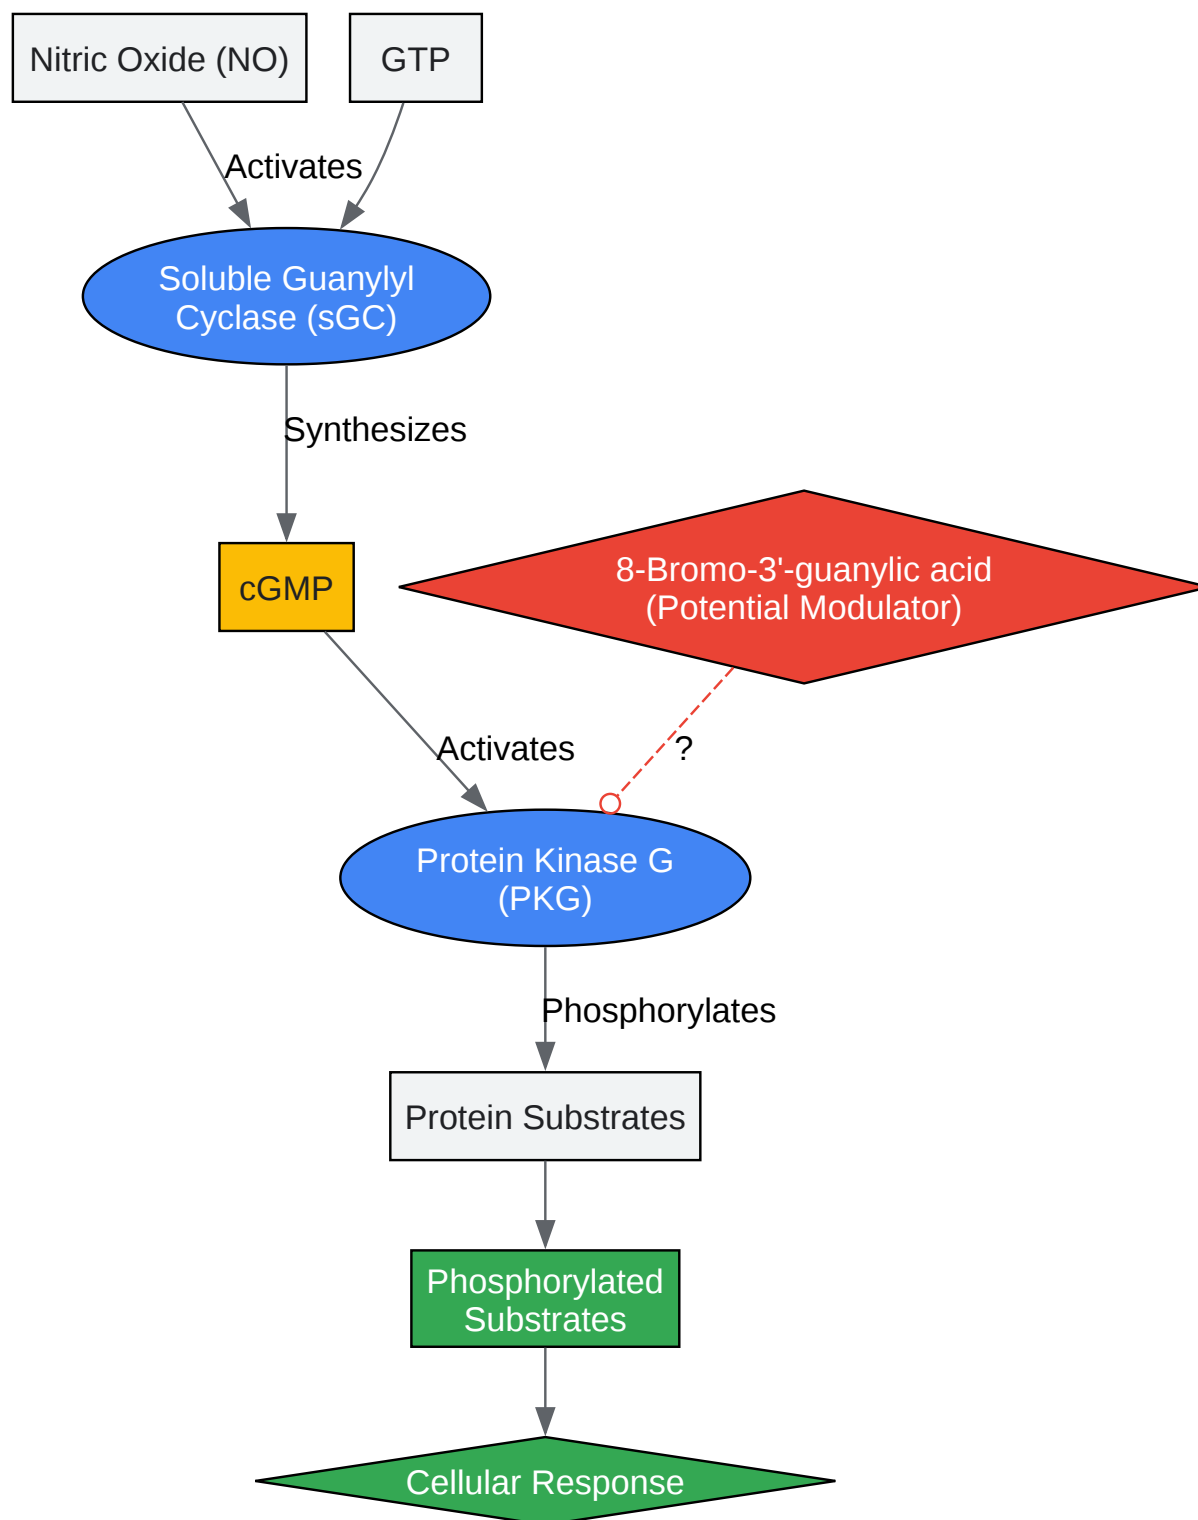 Nitric Oxide (NO)
GTP
Activates
Soluble Guanylyl
Cyclase (sGC)
Synthesizes
cGMP
8-Bromo-3'-guanylic acid
(Potential Modulator)
Activates
?
Protein Kinase G
(PKG)
Phosphorylates
Protein Substrates
Phosphorylated
Substrates
Cellular Response